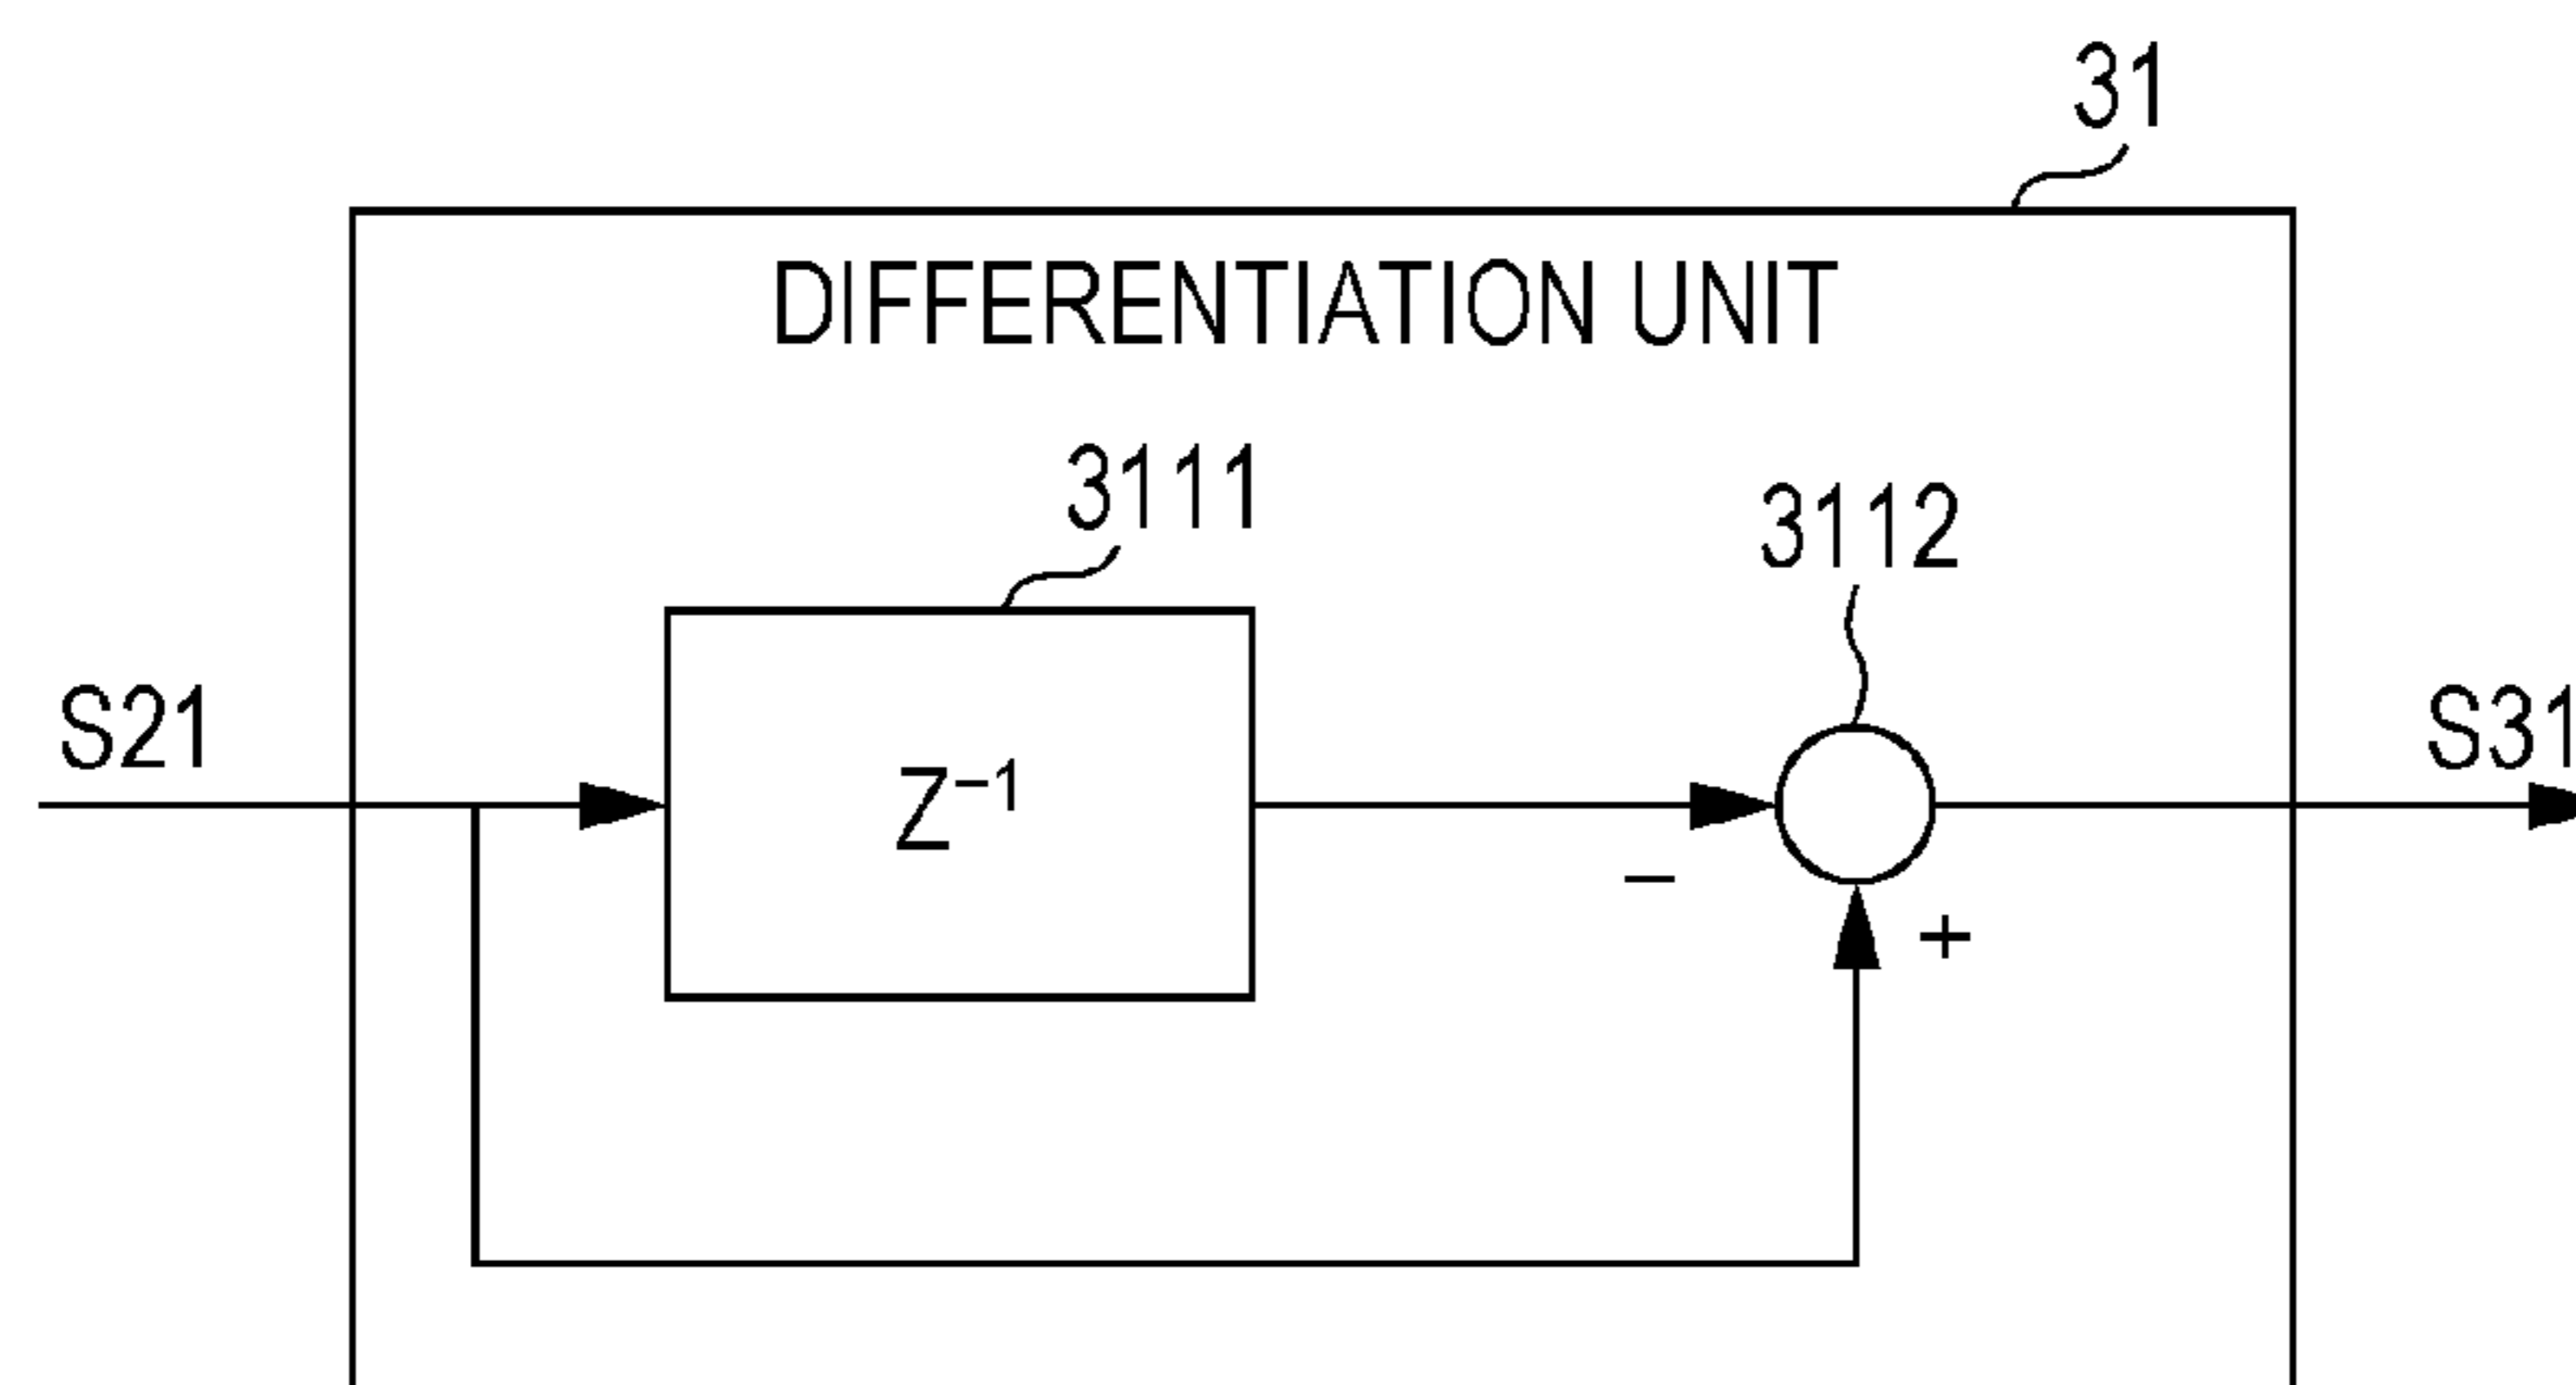 31
DIFFERENTIATION UNIT
3111
3112
S21
Z⁻¹
S31
−
+